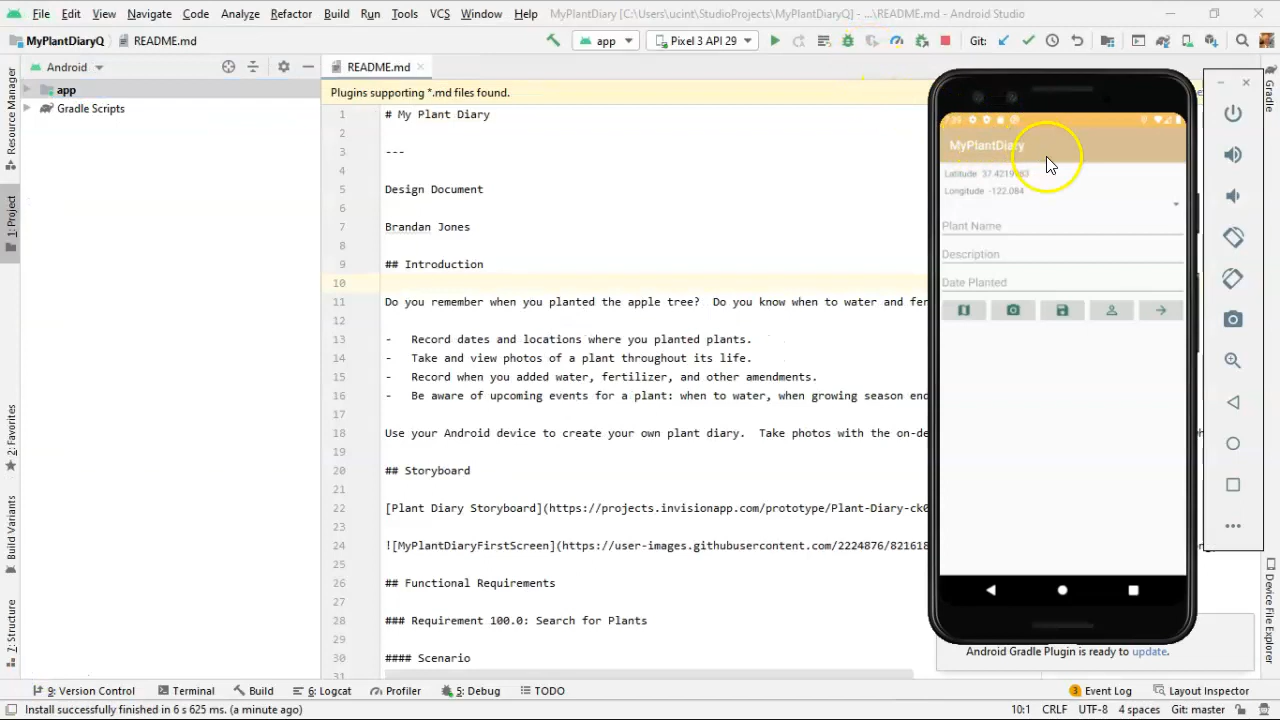 File Edit View Navigate Code Analyze Refactor Build Run Tools VCS Window Help MyPlantDiary [C:\Users\ucint\StudioProjects\MyPlantDiaryQ] - ...\README.md - Android Studio
MyPlantDiaryQ README.md app Pixel 3 API 29 Git:
Android
README.md
app
Gradle Scripts
Plugins supporting *.md files found.
1 # My Plant Diary
2
3 ---
4
5 Design Document
6
7 Brandan Jones
8
9 ## Introduction
10
11 Do you remember when you planted the apple tree? Do you know when to water and fer
12
13 - Record dates and locations where you planted plants.
14 - Take and view photos of a plant throughout its life.
15 - Record when you added water, fertilizer, and other amendments.
16 - Be aware of upcoming events for a plant: when to water, when growing season end
17
18 Use your Android device to create your own plant diary. Take photos with the on-de
19
20 ## Storyboard
21
22 [Plant Diary Storyboard](https://projects.invisionapp.com/prototype/Plant-Diary-ck0
23
24 ![MyPlantDiaryFirstScreen](https://user-images.githubusercontent.com/2224876/821618
25
26 ## Functional Requirements
27
28 ### Requirement 100.0: Search for Plants
29
30 #### Scenario
31
MyPlantDiary
Latitude
Longitude -122.084
Plant Name
Description
Date Planted
Android Gradle Plugin is ready to update.
Resource Manager
1: Project
2: Favorites
Build Variants
7: Structure
Gradle
Device File Explorer
9: Version Control Terminal Build 6: Logcat Profiler 5: Debug TODO Event Log Layout Inspector
Install successfully finished in 6 s 625 ms. (a minute ago) 10:1 CRLF UTF-8 4 spaces Git: master